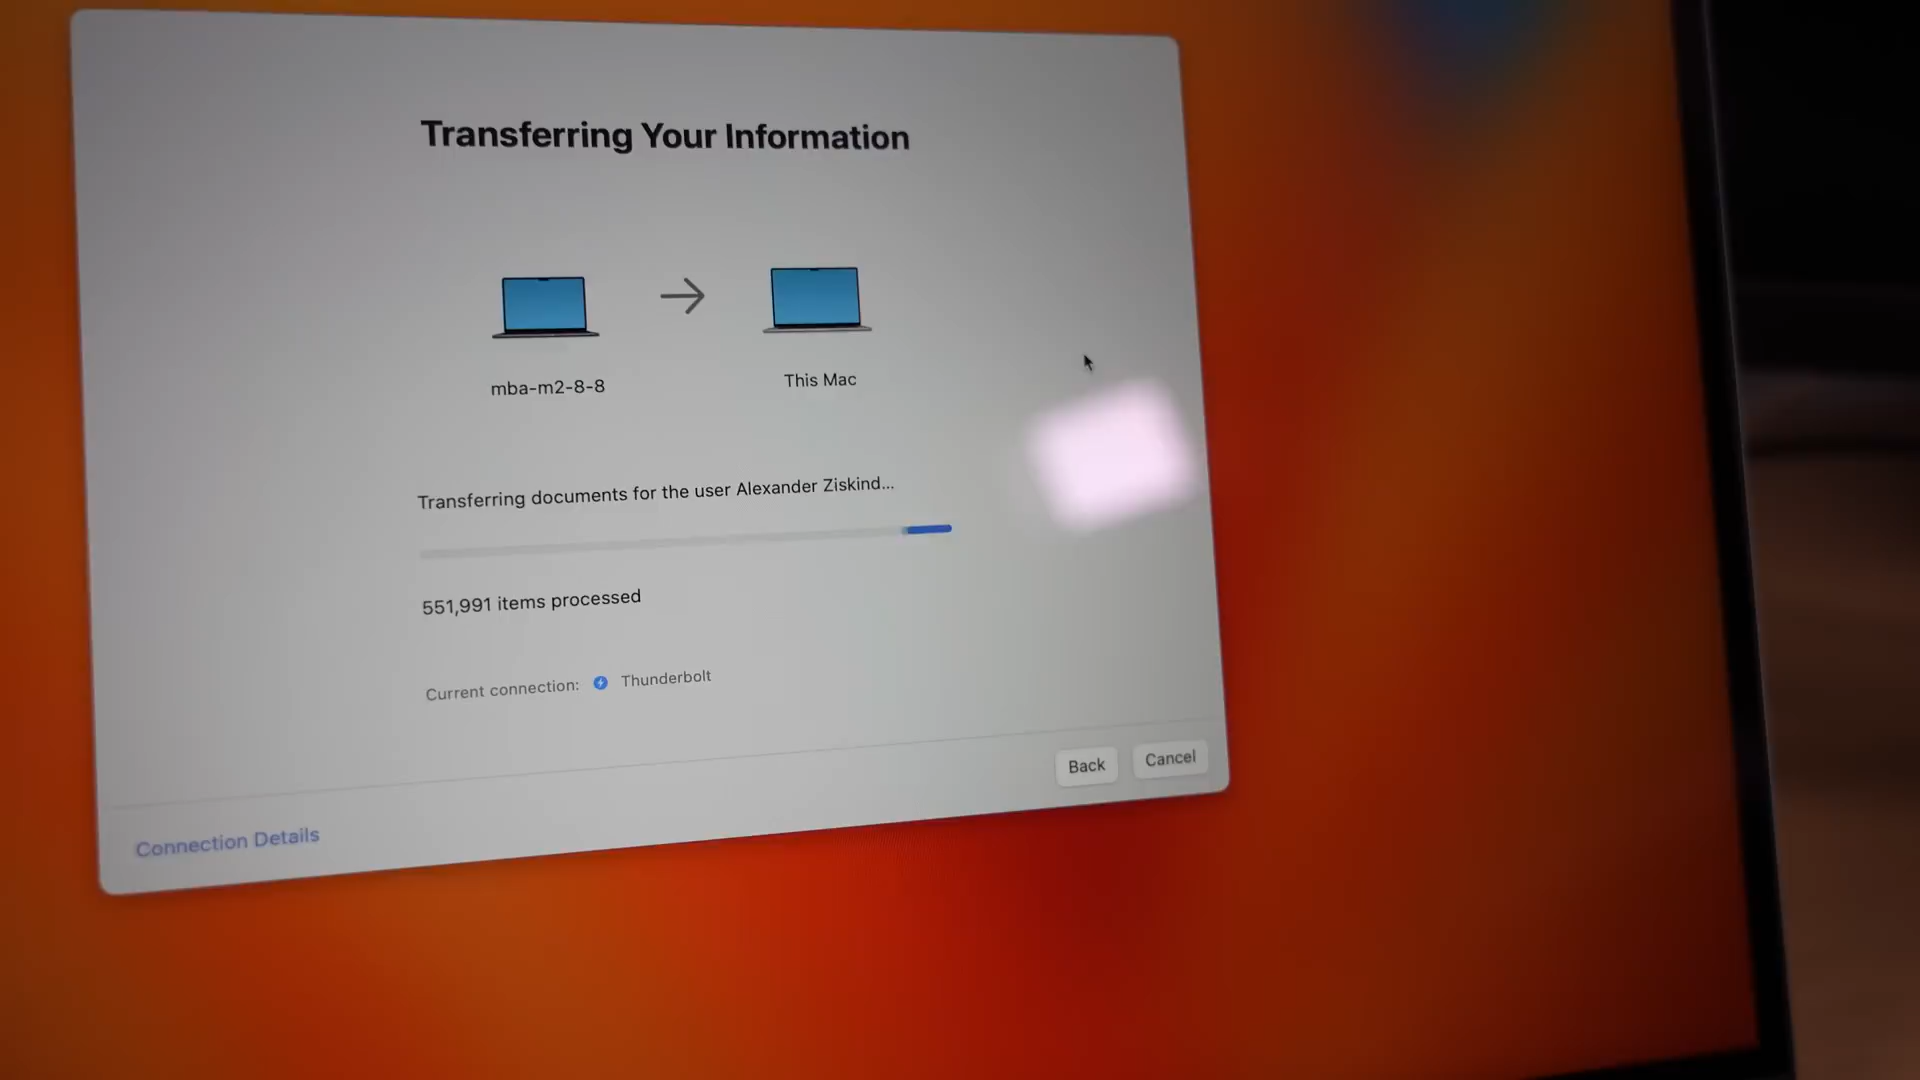 Transferring Your Information
mba-m2-8-8
This Mac
Transferring documents for the user Alexander Ziskind...
551,991 items processed
Current connection: Thunderbolt
Back
Cancel
Connection Details